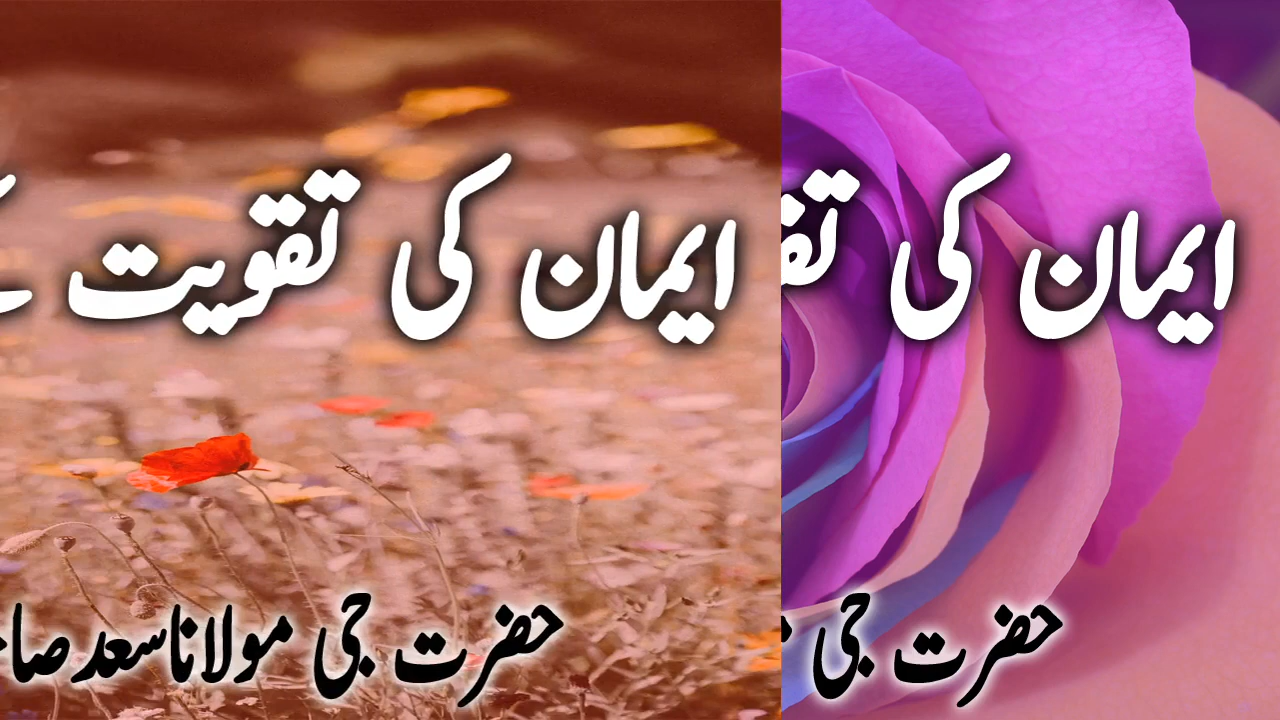 ایمان کی تقویت
حضرت جی مولانا سعد
ایمان کی
حضرت جی